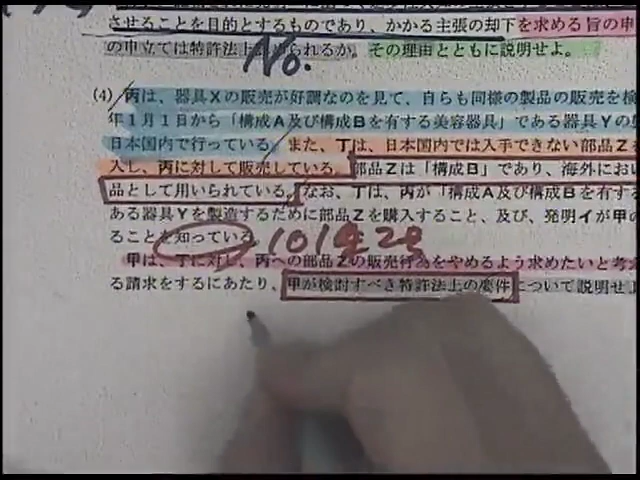 させることを目的とするものであり、かかる主張の却下を求める旨の申
の申立ては特許法上 られるか。その理由とともに説明せよ。
No.
(4) 丙は、器具Xの販売が好調なのを見て、自らも同様の製品の販売を検
年1月1日から「構成A及び構成Bを有する美容器具」である器具Yの
日本国内で行っている。また、丁は、日本国内では入手できない部品Z
入し、丙に対して販売している。部品Zは「構成B」であり、海外にお
品として用いられている。なお、丁は、丙が「構成A及び構成Bを有す
ある器具Yを製造するために部品Zを購入すること、及び、発明イが甲の
ることを知っている
101条2号
甲は、丁に対し、丙への部品Zの販売行為をやめるよう求めたいと考
る請求をするにあたり、甲が検討すべき特許法上の要件について説明せよ